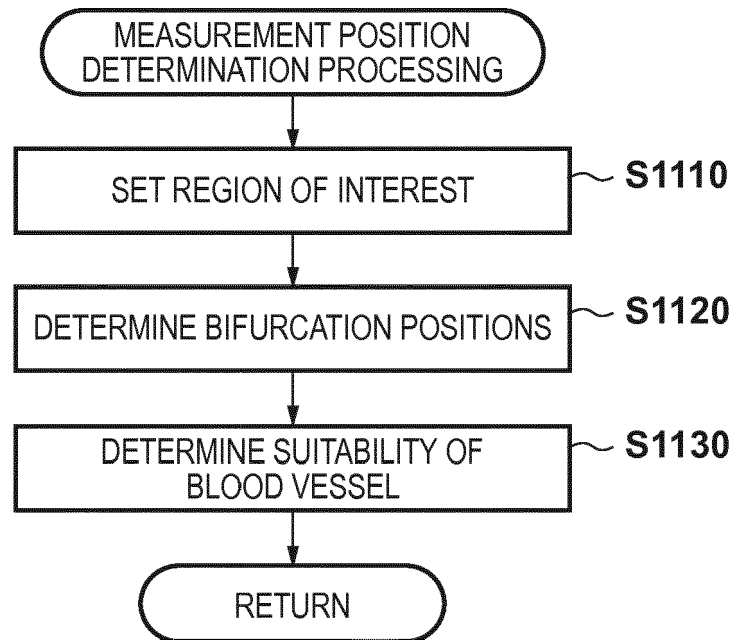 MEASUREMENT POSITION
DETERMINATION PROCESSING
SET REGION OF INTEREST
S1110
DETERMINE BIFURCATION POSITIONS
S1120
DETERMINE SUITABILITY OF
BLOOD VESSEL
S1130
RETURN